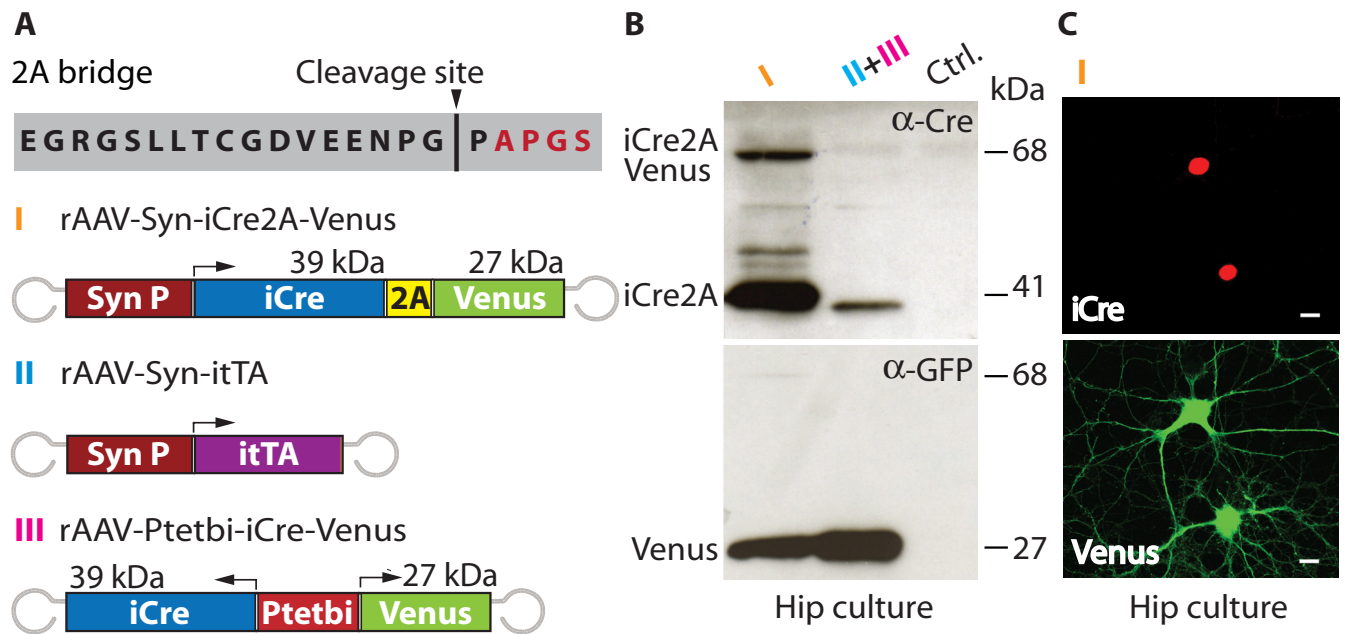 A
2A bridge
Cleavage site
EGRGSLLTCGDVEENPG PAPGS
I rAAV-Syn-iCre2A-Venus
39 kDa 27 kDa
Syn P iCre 2A Venus
II rAAV-Syn-itTA
Syn P itTA
III rAAV-Ptetbi-iCre-Venus
39 kDa 27 kDa
iCre Ptetbi Venus
B
I II+III Ctrl.
kDa
α-Cre
iCre2A
Venus
–68
iCre2A
–41
α-GFP
–68
Venus
–27
Hip culture
C
I
iCre
Venus
Hip culture